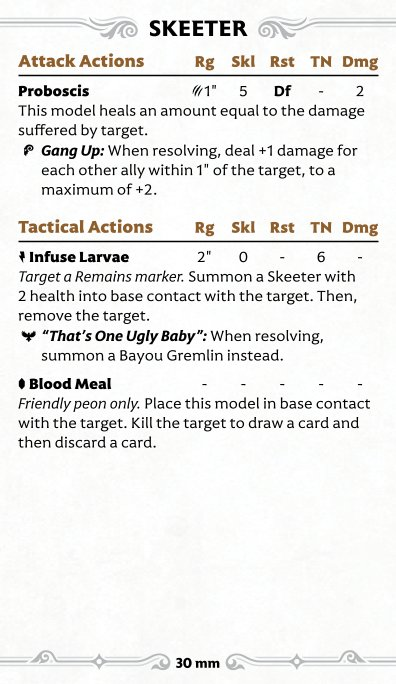 SKEETER
Attack Actions Rg Skl Rst TN Dmg
Proboscis 1" 5 Df - 2
This model heals an amount equal to the damage
suffered by target.
Gang Up: When resolving, deal +1 damage for
each other ally within 1" of the target, to a
maximum of +2.
Tactical Actions Rg Skl Rst TN Dmg
Infuse Larvae 2" 0 - 6 -
Target a Remains marker. Summon a Skeeter with
2 health into base contact with the target. Then,
remove the target.
“That’s One Ugly Baby”: When resolving,
summon a Bayou Gremlin instead.
Blood Meal - - - - -
Friendly peon only. Place this model in base contact
with the target. Kill the target to draw a card and
then discard a card.
30 mm